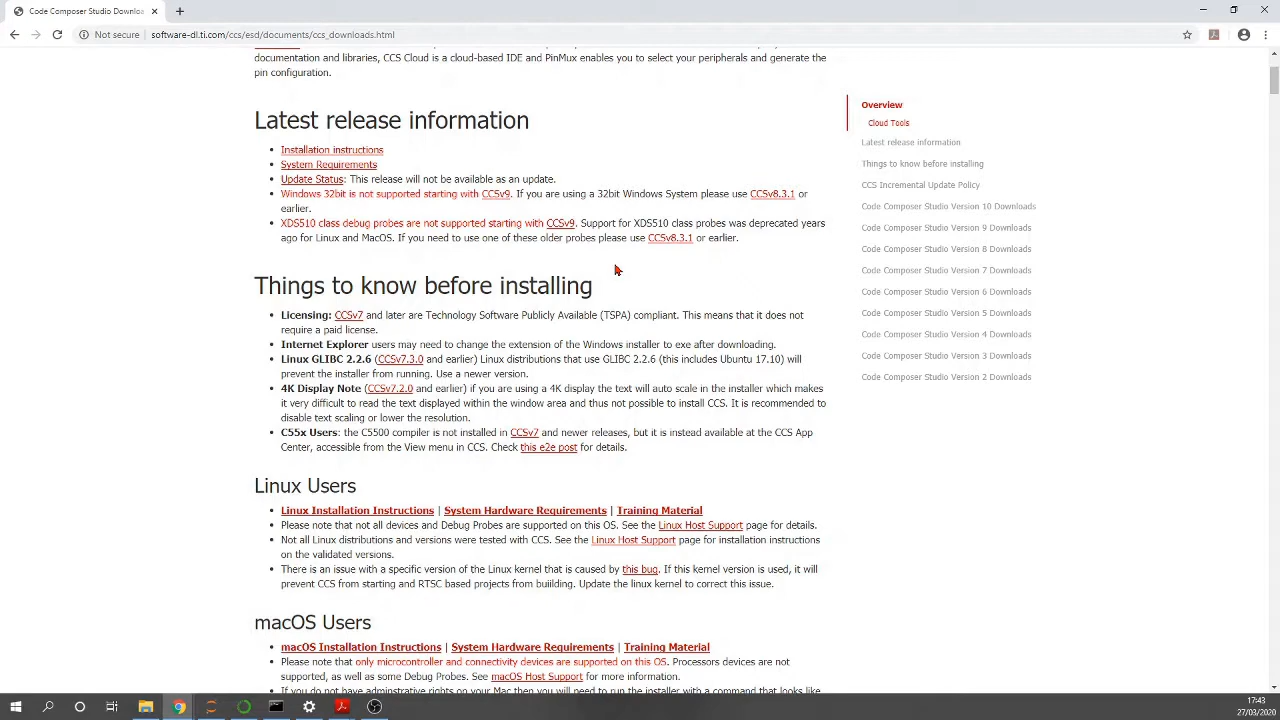 Code Composer Studio Downlo
Not secure
software-dl.ti.com/ccs/esd/documents/ccs_downloads.html
documentation and libraries, CCS Cloud is a cloud-based IDE and PinMux enables you to select your peripherals and generate the
pin configuration.
Latest release information
Installation instructions
System Requirements
Update Status: This release will not be available as an update.
Windows 32bit is not supported starting with CCSv9. If you are using a 32bit Windows System please use CCSv8.3.1 or
earlier.
XDS510 class debug probes are not supported starting with CCSv9. Support for XDS510 class probes was deprecated years
ago for Linux and MacOS. If you need to use one of these older probes please use CCSv8.3.1 or earlier.
Things to know before installing
Licensing: CCSv7 and later are Technology Software Publicly Available (TSPA) compliant. This means that it does not
require a paid license.
Internet Explorer users may need to change the extension of the Windows installer to exe after downloading.
Linux GLIBC 2.2.6 (CCSv7.3.0 and earlier) Linux distributions that use GLIBC 2.2.6 (this includes Ubuntu 17.10) will
prevent the installer from running. Use a newer version.
4K Display Note (CCSv7.2.0 and earlier) if you are using a 4K display the text will auto scale in the installer which makes
it very difficult to read the text displayed within the window area and thus not possible to install CCS. It is recommended to
disable text scaling or lower the resolution.
C55x Users: the C5500 compiler is not installed in CCSv7 and newer releases, but it is instead available at the CCS App
Center, accessible from the View menu in CCS. Check this e2e post for details.
Linux Users
Linux Installation Instructions | System Hardware Requirements | Training Material
Please note that not all devices and Debug Probes are supported on this OS. See the Linux Host Support page for details.
Not all Linux distributions and versions were tested with CCS. See the Linux Host Support page for installation instructions
on the validated versions.
There is an issue with a specific version of the Linux kernel that is caused by this bug. If this kernel version is used, it will
prevent CCS from starting and RTSC based projects from buiilding. Update the linux kernel to correct this issue.
macOS Users
macOS Installation Instructions | System Hardware Requirements | Training Material
Please note that only microcontroller and connectivity devices are supported on this OS. Processors devices are not
supported, as well as some Debug Probes. See macOS Host Support for more information.
If you do not have adminstrative rights on your Mac then you will need to run the installer with a command that looks like
Overview
Cloud Tools
Latest release information
Things to know before installing
CCS Incremental Update Policy
Code Composer Studio Version 10 Downloads
Code Composer Studio Version 9 Downloads
Code Composer Studio Version 8 Downloads
Code Composer Studio Version 7 Downloads
Code Composer Studio Version 6 Downloads
Code Composer Studio Version 5 Downloads
Code Composer Studio Version 4 Downloads
Code Composer Studio Version 3 Downloads
Code Composer Studio Version 2 Downloads
17:43
27/03/2020